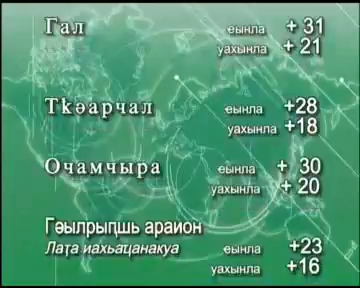 Гал
ҽынла + 31
уахынла + 21
Тҟәарчал
ҽынла +28
уахынла +18
Очамчыра
ҽынла + 30
уахынла + 20
Гәылрыԥшь араион
Лаҭа иахьаҵанакуа
ҽынла +23
уахынла +16